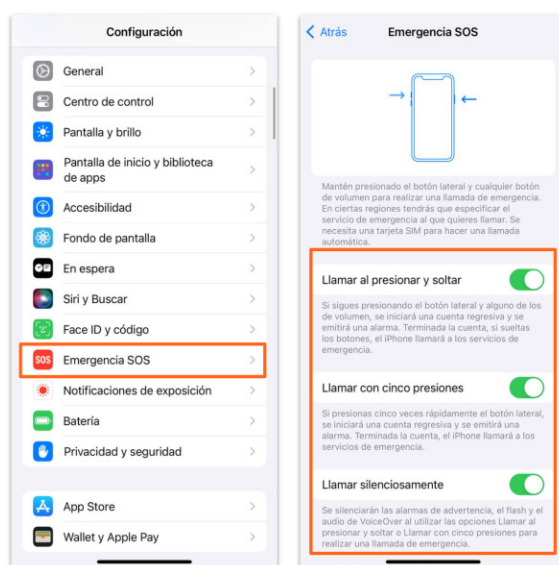 Configuración
General
Centro de control
Pantalla y brillo
Pantalla de inicio y biblioteca
de apps
Accesibilidad
Fondo de pantalla
En espera
Siri y Buscar
Face ID y código
SOS Emergencia SOS
Notificaciones de exposición
Batería
Privacidad y seguridad
App Store
Wallet y Apple Pay
Atrás Emergencia SOS
Mantén presionado el botón lateral y cualquier botón
de volumen para realizar una llamada de emergencia.
En ciertas regiones tendrás que especificar el
servicio de emergencia al que quieres llamar. Se
necesita una tarjeta SIM para hacer una llamada
automática.
Llamar al presionar y soltar
Si sigues presionando el botón lateral y alguno de los
de volumen, se iniciará una cuenta regresiva y se
emitirá una alarma. Terminada la cuenta, si sueltas
los botones, el iPhone llamará a los servicios de
emergencia.
Llamar con cinco presiones
Si presionas cinco veces rápidamente el botón lateral,
se iniciará una cuenta regresiva y se emitirá una
alarma. Terminada la cuenta, el iPhone llamará a los
servicios de emergencia.
Llamar silenciosamente
Se silenciarán las alarmas de advertencia, el flash y el
audio de VoiceOver al utilizar las opciones Llamar al
presionar y soltar o Llamar con cinco presiones para
realizar una llamada de emergencia.